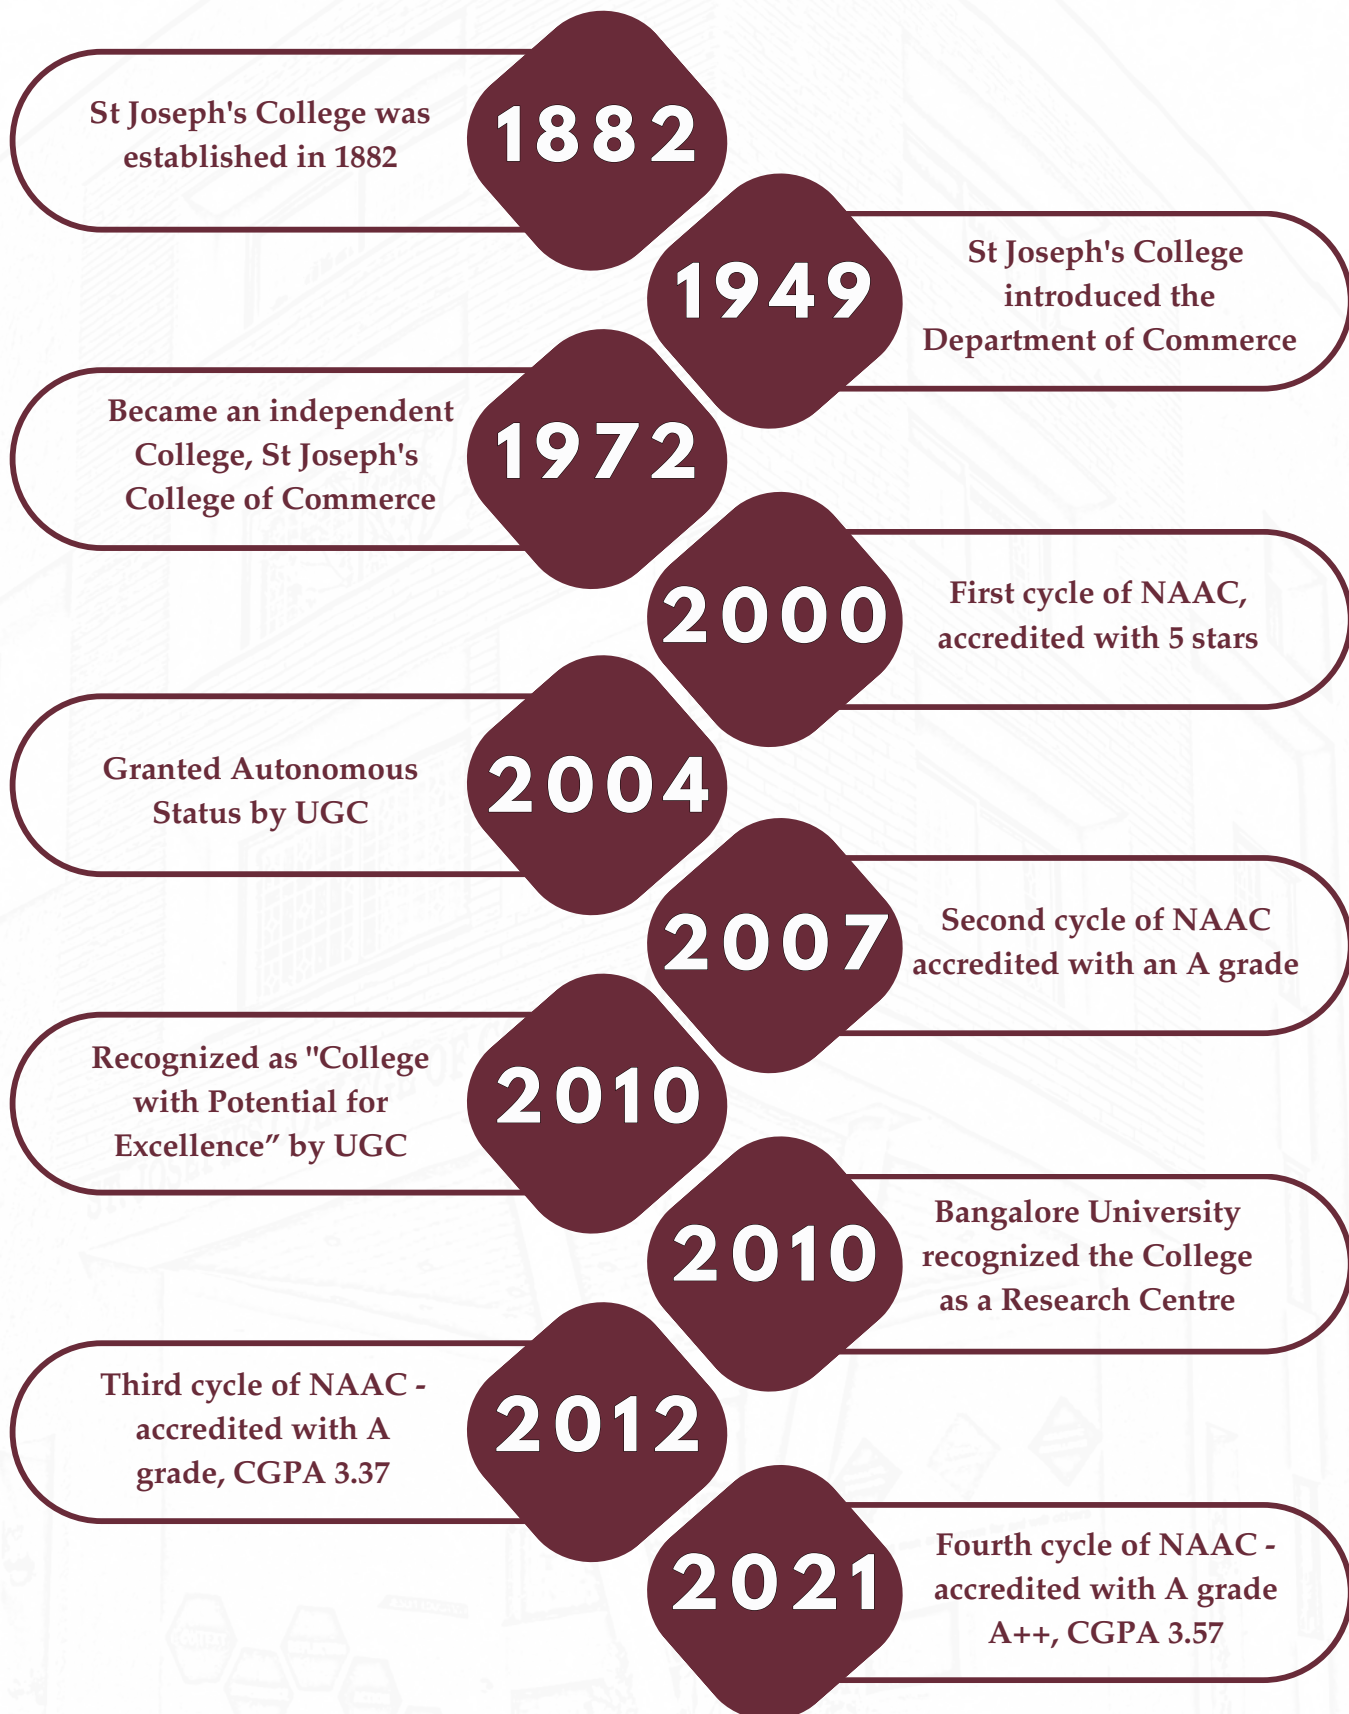 St Joseph's College was
established in 1882
1882
1949
St Joseph's College
introduced the
Department of Commerce
Became an independent
College, St Joseph's
College of Commerce
1972
2000
First cycle of NAAC,
accredited with 5 stars
Granted Autonomous
Status by UGC
2004
2007
Second cycle of NAAC
accredited with an A grade
Recognized as "College
with Potential for
Excellence” by UGC
2010
2010
Bangalore University
recognized the College
as a Research Centre
Third cycle of NAAC -
accredited with A
grade, CGPA 3.37
2012
2021
Fourth cycle of NAAC -
accredited with A grade
A++, CGPA 3.57